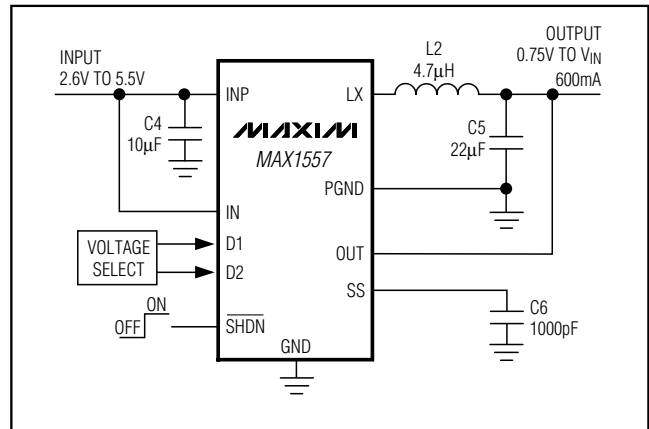 INPUT
2.6V TO 5.5V
OUTPUT
0.75V TO VIN
600mA
L2
4.7μH
INP
LX
C4
10μF
MAXIM
MAX1557
C5
22μF
PGND
IN
VOLTAGE
SELECT
D1
D2
OUT
SS
ON
OFF
SHDN
GND
C6
1000pF